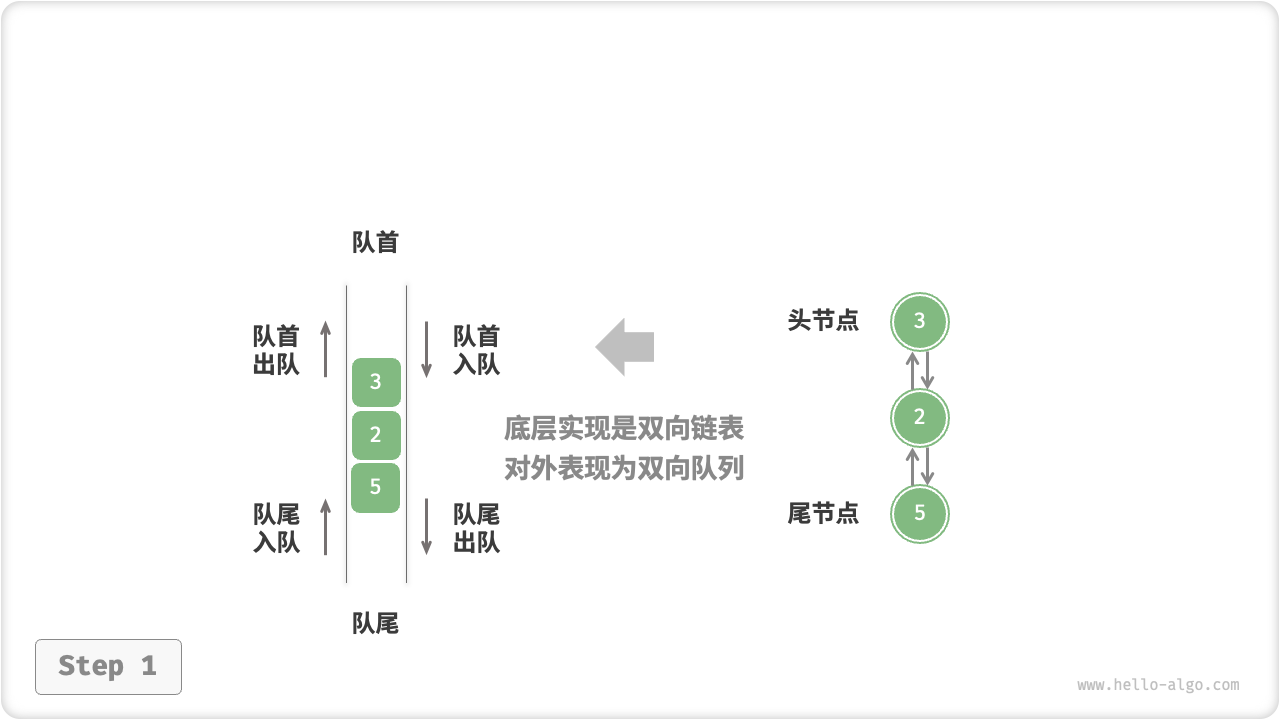 队首
队首
出队
队首
入队
3
2
5
队尾
入队
队尾
出队
队尾
底层实现是双向链表
对外表现为双向队列
头节点
3
2
尾节点
5
Step 1
www.hello-algo.com